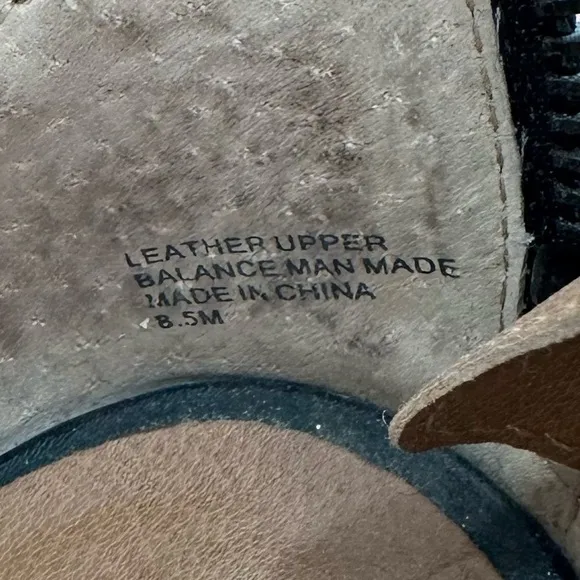 LEATHER UPPER
BALANCE MAN MADE
MADE IN CHINA
8.5M